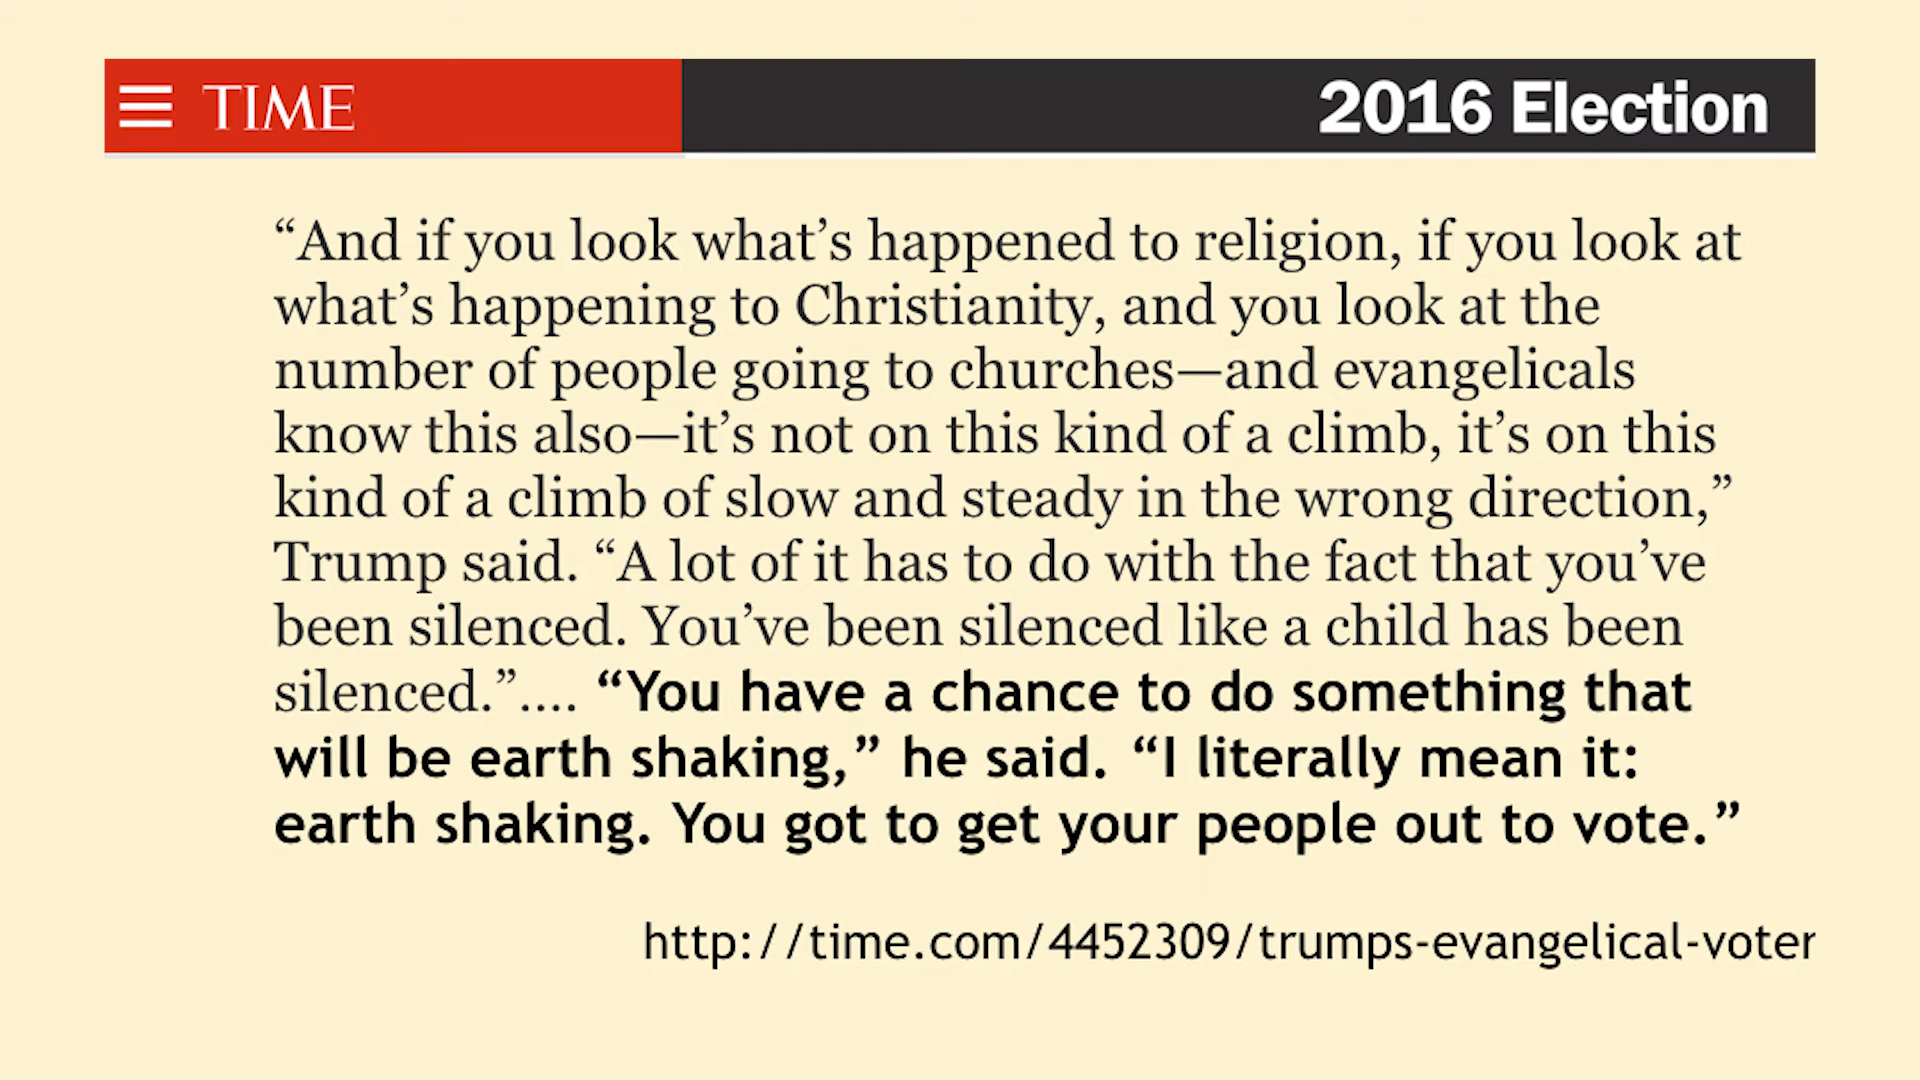 TIME
2016 Election
“And if you look what’s happened to religion, if you look at
what’s happening to Christianity, and you look at the
number of people going to churches—and evangelicals
know this also—it’s not on this kind of a climb, it’s on this
kind of a climb of slow and steady in the wrong direction,”
Trump said. “A lot of it has to do with the fact that you’ve
been silenced. You’ve been silenced like a child has been
silenced.”.... “You have a chance to do something that
will be earth shaking,” he said. “I literally mean it:
earth shaking. You got to get your people out to vote.”
http://time.com/4452309/trumps-evangelical-voter